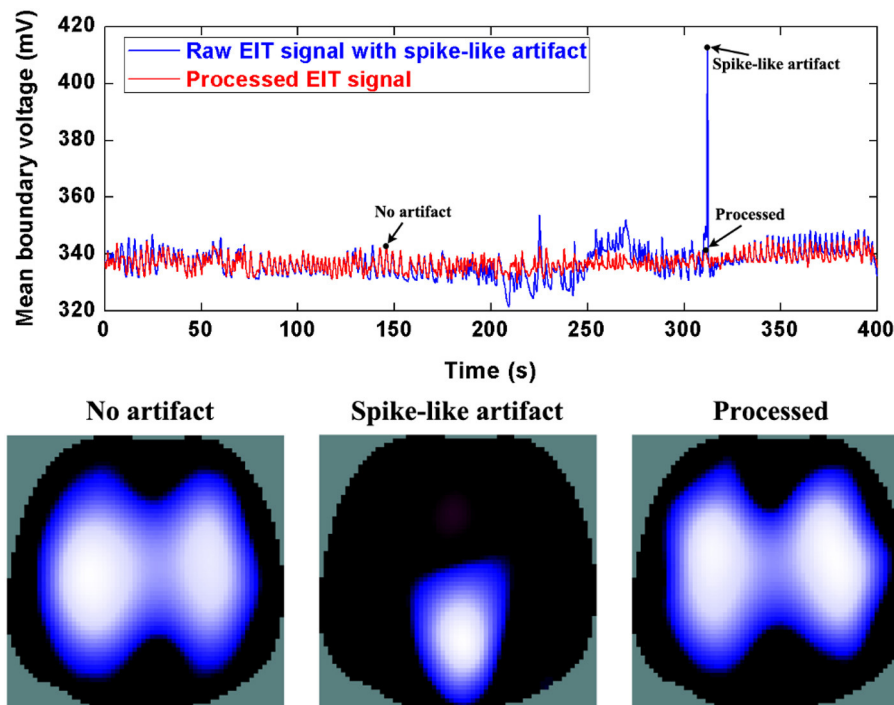 420
400
380
360
340
320
Mean boundary voltage (mV)
Raw EIT signal with spike-like artifact
Processed EIT signal
Spike-like artifact
No artifact
Processed
0 50 100 150 200 250 300 350 400
Time (s)
No artifact Spike-like artifact Processed